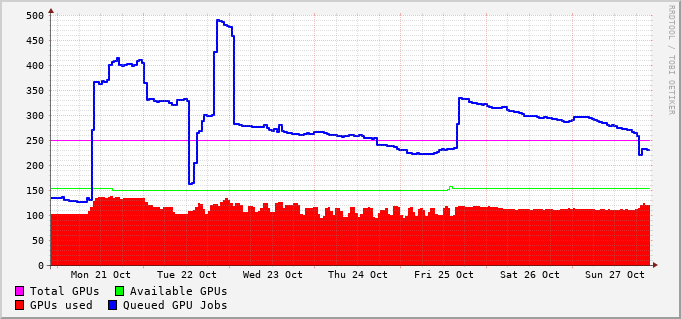 500
450
400
350
300
250
200
150
100
50
0
Mon 21 Oct Tue 22 Oct Wed 23 Oct Thu 24 Oct Fri 25 Oct Sat 26 Oct Sun 27 Oct
Total GPUs Available GPUs
GPUs used Queued GPU Jobs
RRDTOOL / TOBI OETIKER